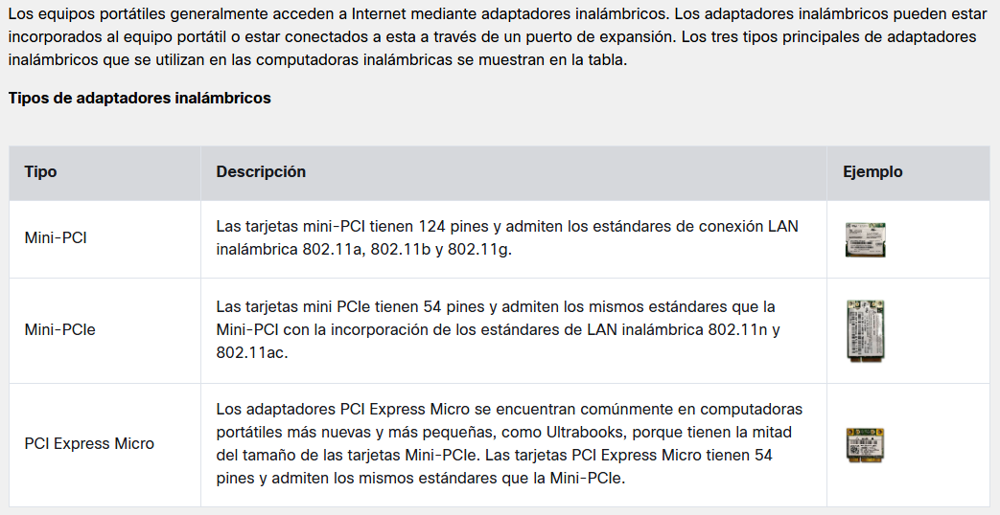 Los equipos portátiles generalmente acceden a Internet mediante adaptadores inalámbricos. Los adaptadores inalámbricos pueden estar
incorporados al equipo portátil o estar conectados a esta a través de un puerto de expansión. Los tres tipos principales de adaptadores
inalámbricos que se utilizan en las computadoras inalámbricas se muestran en la tabla.
Tipos de adaptadores inalámbricos
Tipo Descripción Ejemplo
Mini-PCI
Las tarjetas mini-PCI tienen 124 pines y admiten los estándares de conexión LAN
inalámbrica 802.11a, 802.11b y 802.11g.
Mini-PCIe
Las tarjetas mini PCIe tienen 54 pines y admiten los mismos estándares que la
Mini-PCI con la incorporación de los estándares de LAN inalámbrica 802.11n y
802.11ac.
PCI Express Micro
Los adaptadores PCI Express Micro se encuentran comúnmente en computadoras
portátiles más nuevas y más pequeñas, como Ultrabooks, porque tienen la mitad
del tamaño de las tarjetas Mini-PCIe. Las tarjetas PCI Express Micro tienen 54
pines y admiten los mismos estándares que la Mini-PCIe.